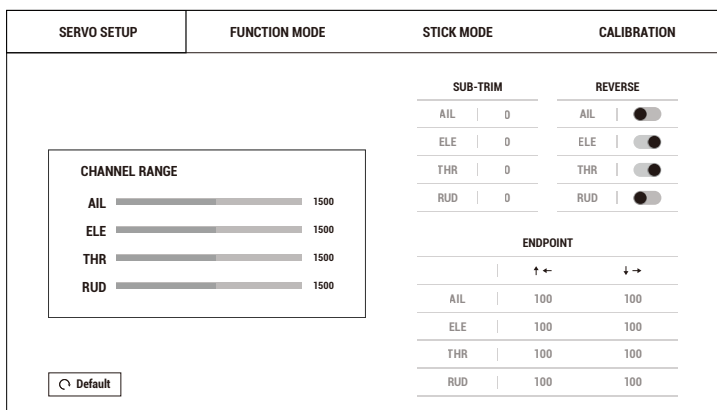 SERVO SETUP FUNCTION MODE STICK MODE CALIBRATION
SUB-TRIM REVERSE
AIL 0 AIL
ELE 0 ELE
THR 0 THR
RUD 0 RUD
CHANNEL RANGE
AIL 1500
ELE 1500
THR 1500
RUD 1500
ENDPOINT
↑ ← ↓ →
AIL 100 100
ELE 100 100
THR 100 100
RUD 100 100
Default